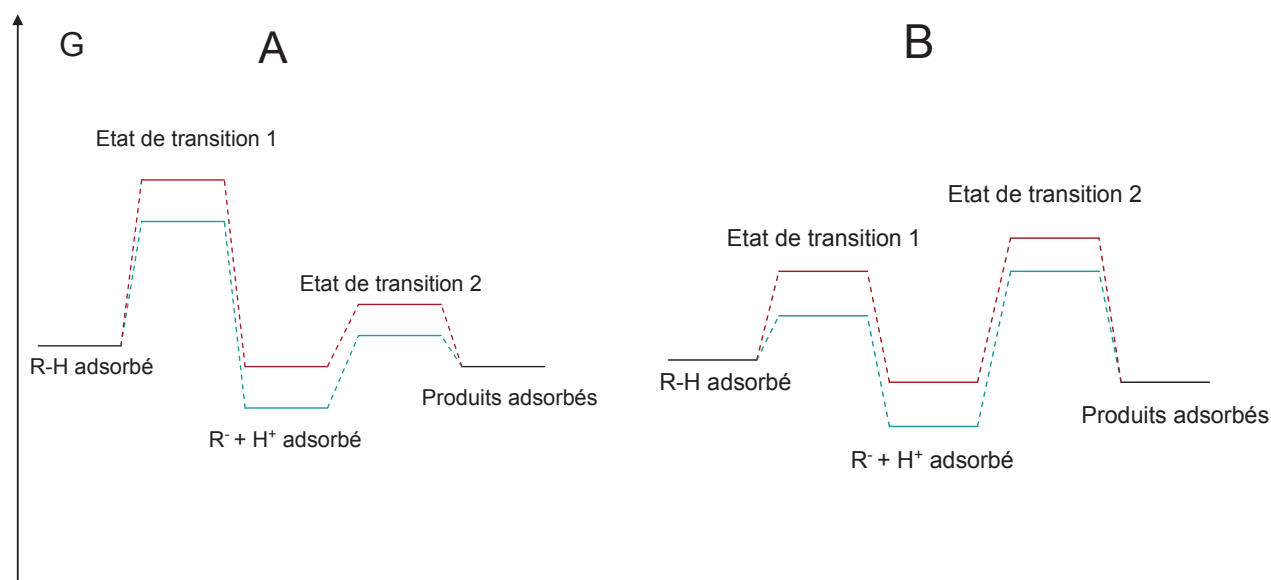 G
A
Etat de transition 1
Etat de transition 2
R-H adsorbé
Produits adsorbés
R⁻ + H⁺ adsorbé
B
Etat de transition 2
Etat de transition 1
R-H adsorbé
Produits adsorbés
R⁻ + H⁺ adsorbé